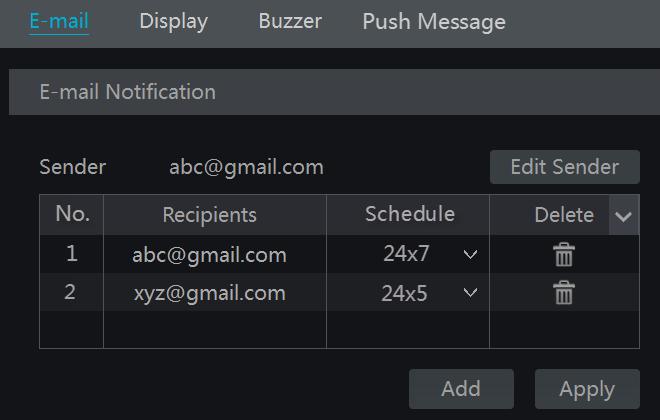 E-mail Display Buzzer Push Message
E-mail Notification
Sender abc@gmail.com Edit Sender
No. Recipients Schedule Delete
1 abc@gmail.com 24x7
2 xyz@gmail.com 24x5
Add Apply